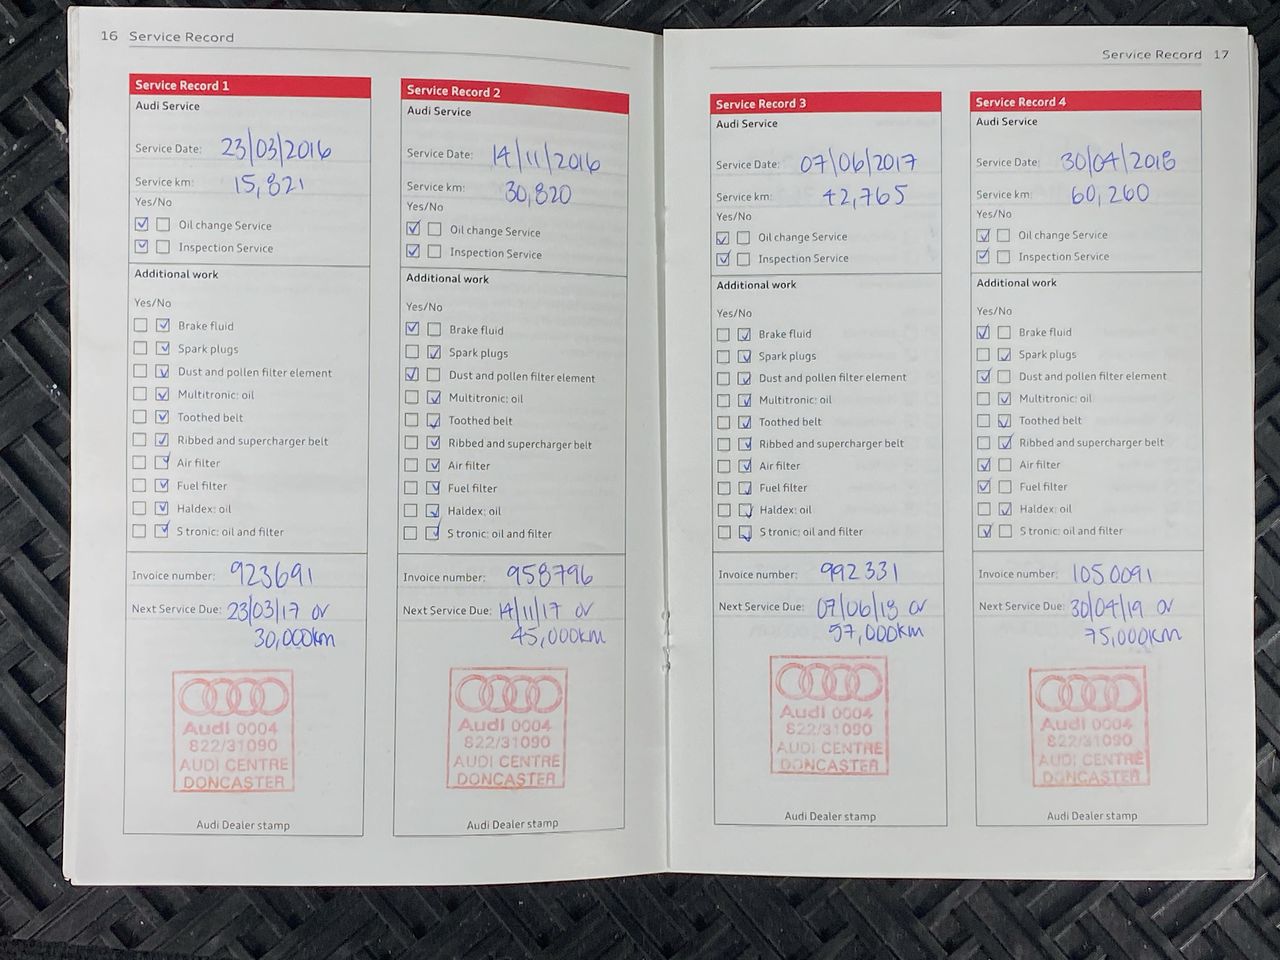 16 Service Record
Service Record 1
Audi Service
Service Date: 23/03/2016
Service km: 15,821
Yes/No
Oil change Service
Inspection Service
Additional work
Yes/No
Brake fluid
Spark plugs
Dust and pollen filter element
Multitronic: oil
Toothed belt
Ribbed and supercharger belt
Air filter
Fuel filter
Haldex: oil
S tronic: oil and filter
Invoice number: 923691
Next Service Due: 23/03/17 or
30,000km
Audi 0004
822/31090
AUDI CENTRE
DONCASTER
Audi Dealer stamp
Service Record 2
Audi Service
Service Date: 14/11/2016
Service km: 30,820
Yes/No
Oil change Service
Inspection Service
Additional work
Yes/No
Brake fluid
Spark plugs
Dust and pollen filter element
Multitronic: oil
Toothed belt
Ribbed and supercharger belt
Air filter
Fuel filter
Haldex: oil
S tronic: oil and filter
Invoice number: 958796
Next Service Due: 14/11/17 or
45,000km
Audi 0004
822/31090
AUDI CENTRE
DONCASTER
Audi Dealer stamp
Service Record 17
Service Record 3
Audi Service
Service Date: 07/06/2017
Service km: 42,765
Yes/No
Oil change Service
Inspection Service
Additional work
Yes/No
Brake fluid
Spark plugs
Dust and pollen filter element
Multitronic: oil
Toothed belt
Ribbed and supercharger belt
Air filter
Fuel filter
Haldex: oil
S tronic: oil and filter
Invoice number: 992331
Next Service Due: 07/06/18 or
57,000km
Audi 0004
822/31090
AUDI CENTRE
DONCASTER
Audi Dealer stamp
Service Record 4
Audi Service
Service Date: 30/04/2018
Service km: 60,260
Yes/No
Oil change Service
Inspection Service
Additional work
Yes/No
Brake fluid
Spark plugs
Dust and pollen filter element
Multitronic: oil
Toothed belt
Ribbed and supercharger belt
Air filter
Fuel filter
Haldex: oil
S tronic: oil and filter
Invoice number: 1050091
Next Service Due: 30/04/19 or
75,000km
Audi 0004
822/31090
AUDI CENTRE
DONCASTER
Audi Dealer stamp